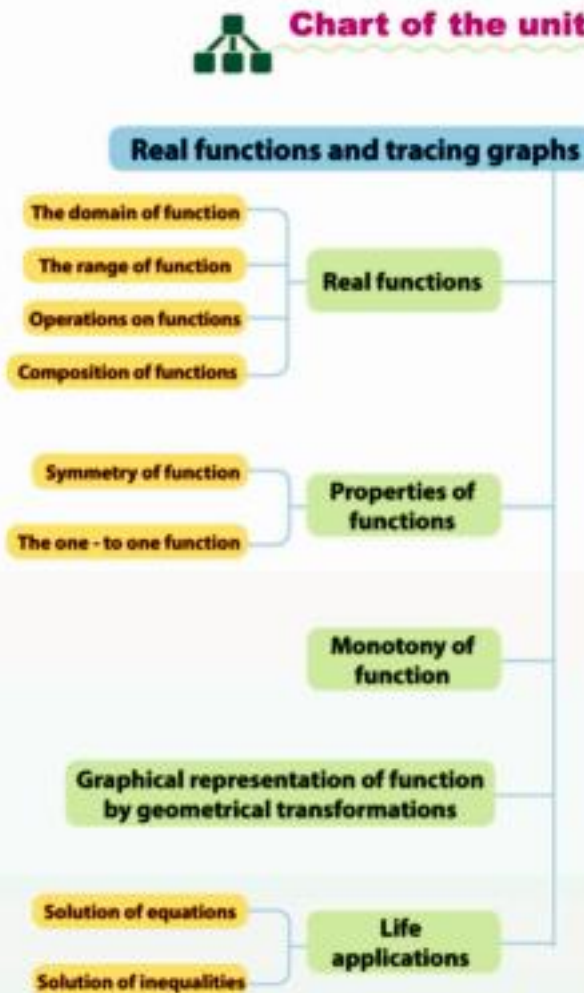 Chart of the unit
Real functions and tracing graphs
The domain of function
The range of function
Operations on functions
Composition of functions
Real functions
Symmetry of function
The one - to one function
Properties of
functions
Monotony of
function
Graphical representation of function
by geometrical transformations
Solution of equations
Solution of inequalities
Life
applications